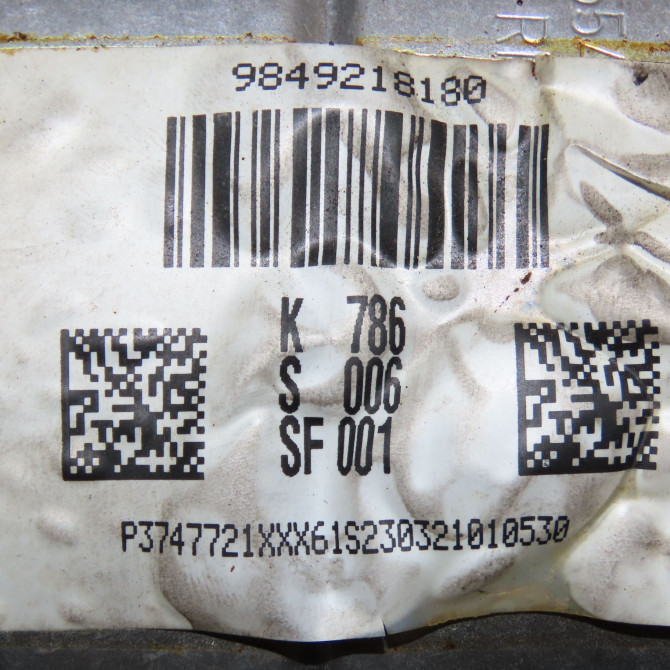 9849218180
K 786
S 006
SF 001
P3747721XXX61S230321010530